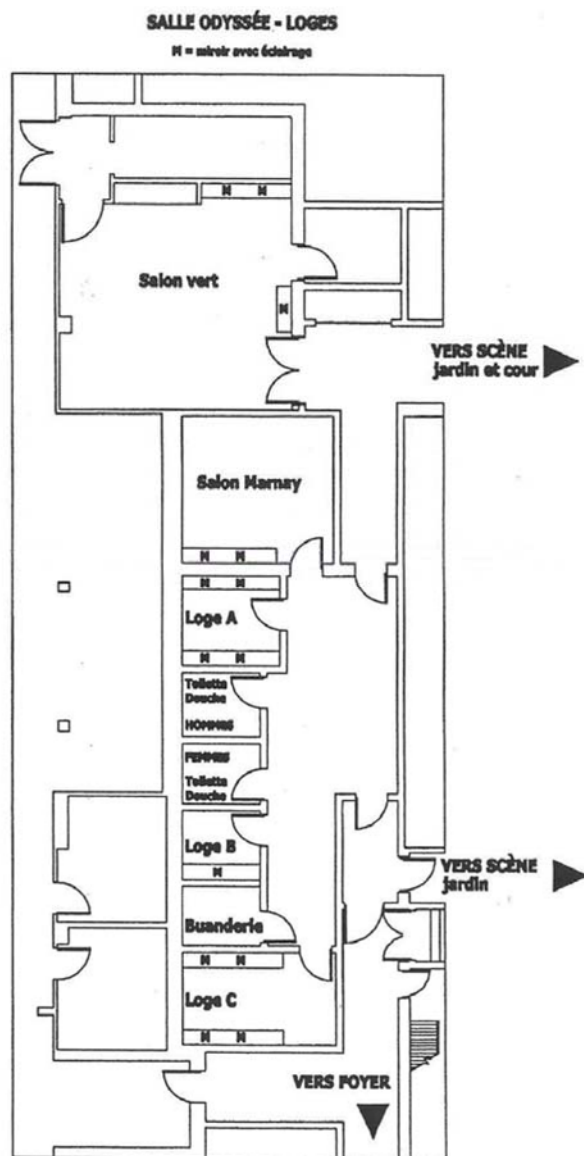 SALLE ODYSSÉE - LOGES
M = miroir avec éclairage
M M
Salon vert
M
VERS SCÈNE
jardin et cour
Salon Marnay
M M
M M
Loge A
M M
Toilette
Douche
HOMMES
FEMMES
Toilette
Douche
Loge B
M
VERS SCÈNE
jardin
Buanderie
M M
Loge C
M M
VERS FOYER